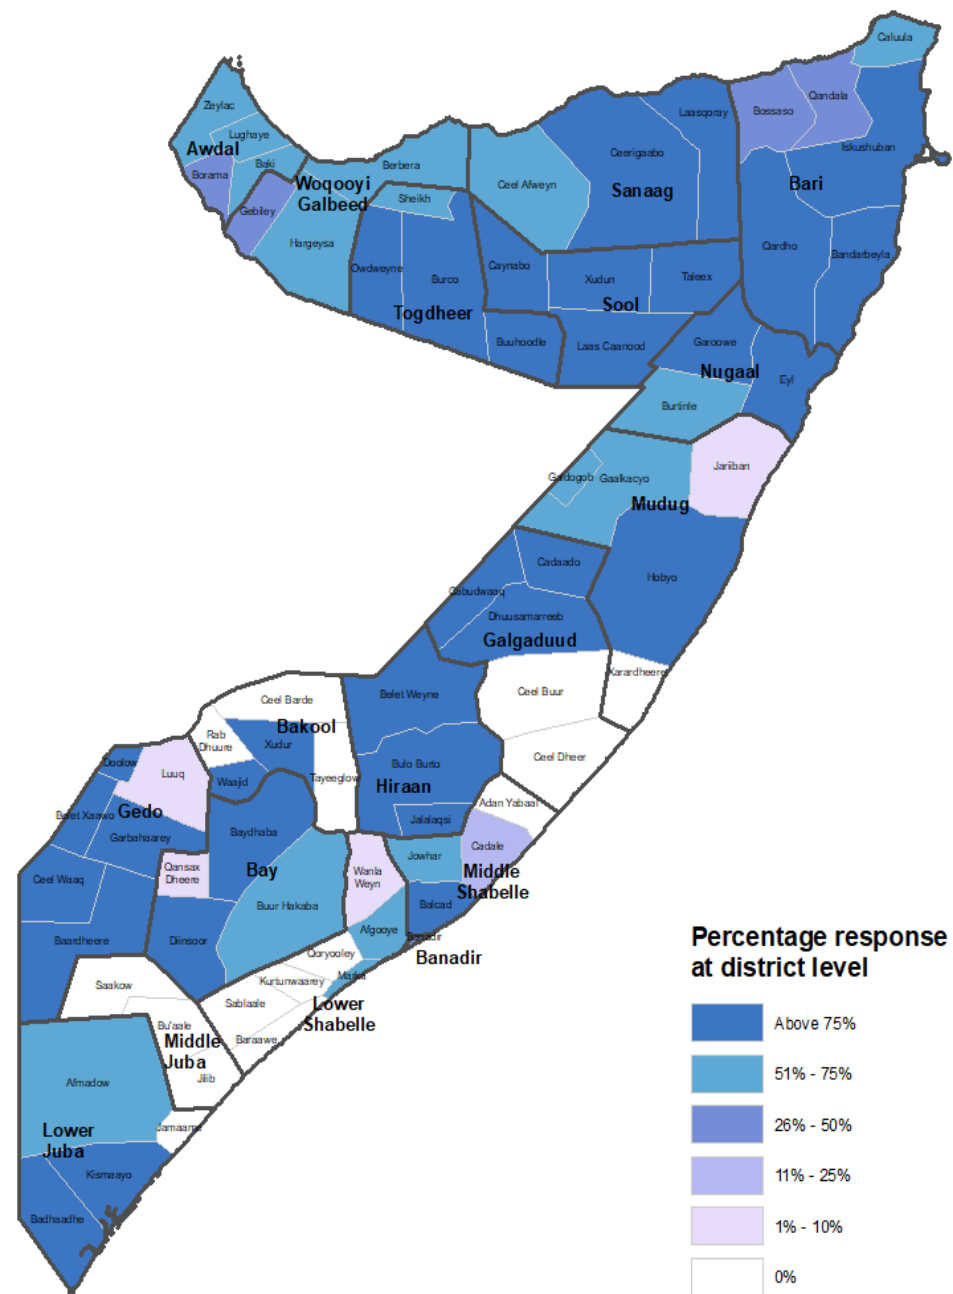 Caluula
Qandala
Bossaso
Zeylac
Laasqoray
Lughaye
Awdal
Iskushuban
Ceerigaabo
Baki
Berbera
Borama
Woqooyi
Galbeed
Ceel Afweyn
Sanaag
Bari
Sheikh
Gebiley
Hargeysa
Qardho
Bandarbeyla
Owdweyne
Caynabo
Burco
Xudun
Taleex
Sool
Togdheer
Buuhoodle
Laas Caanood
Garoowe
Nugaal
Eyl
Burtinle
Jariiban
Galdogob
Gaalkacyo
Mudug
Cadaado
Hobyo
Cabudwaaq
Dhuusamarreeb
Galgaduud
Xarardheere
Ceel Buur
Belet Weyne
Ceel Barde
Bakool
Rab
Dhuure
Xudur
Ceel Dheer
Doolow
Luuq
Waajid
Tayeeglow
Bulo Burto
Hiraan
Adan Yabaal
Belet Xaawo
Gedo
Jalalaqsi
Garbahaarey
Baydhaba
Cadale
Jowhar
Bay
Qansax
Dheere
Wanla
Weyn
Middle
Shabelle
Ceel Waaq
Buur Hakaba
Balcad
Afgooye
Banadir
Baardheere
Diinsoor
Qoryooley
Banadir
Marka
Saakow
Kurtunwaarey
Sablaale
Lower
Shabelle
Bu'aale
Middle
Juba
Baraawe
Jilib
Afmadow
Jamaame
Lower
Juba
Kismaayo
Badhaadhe
Percentage response
at district level
Above 75%
51% - 75%
26% - 50%
11% - 25%
1% - 10%
0%